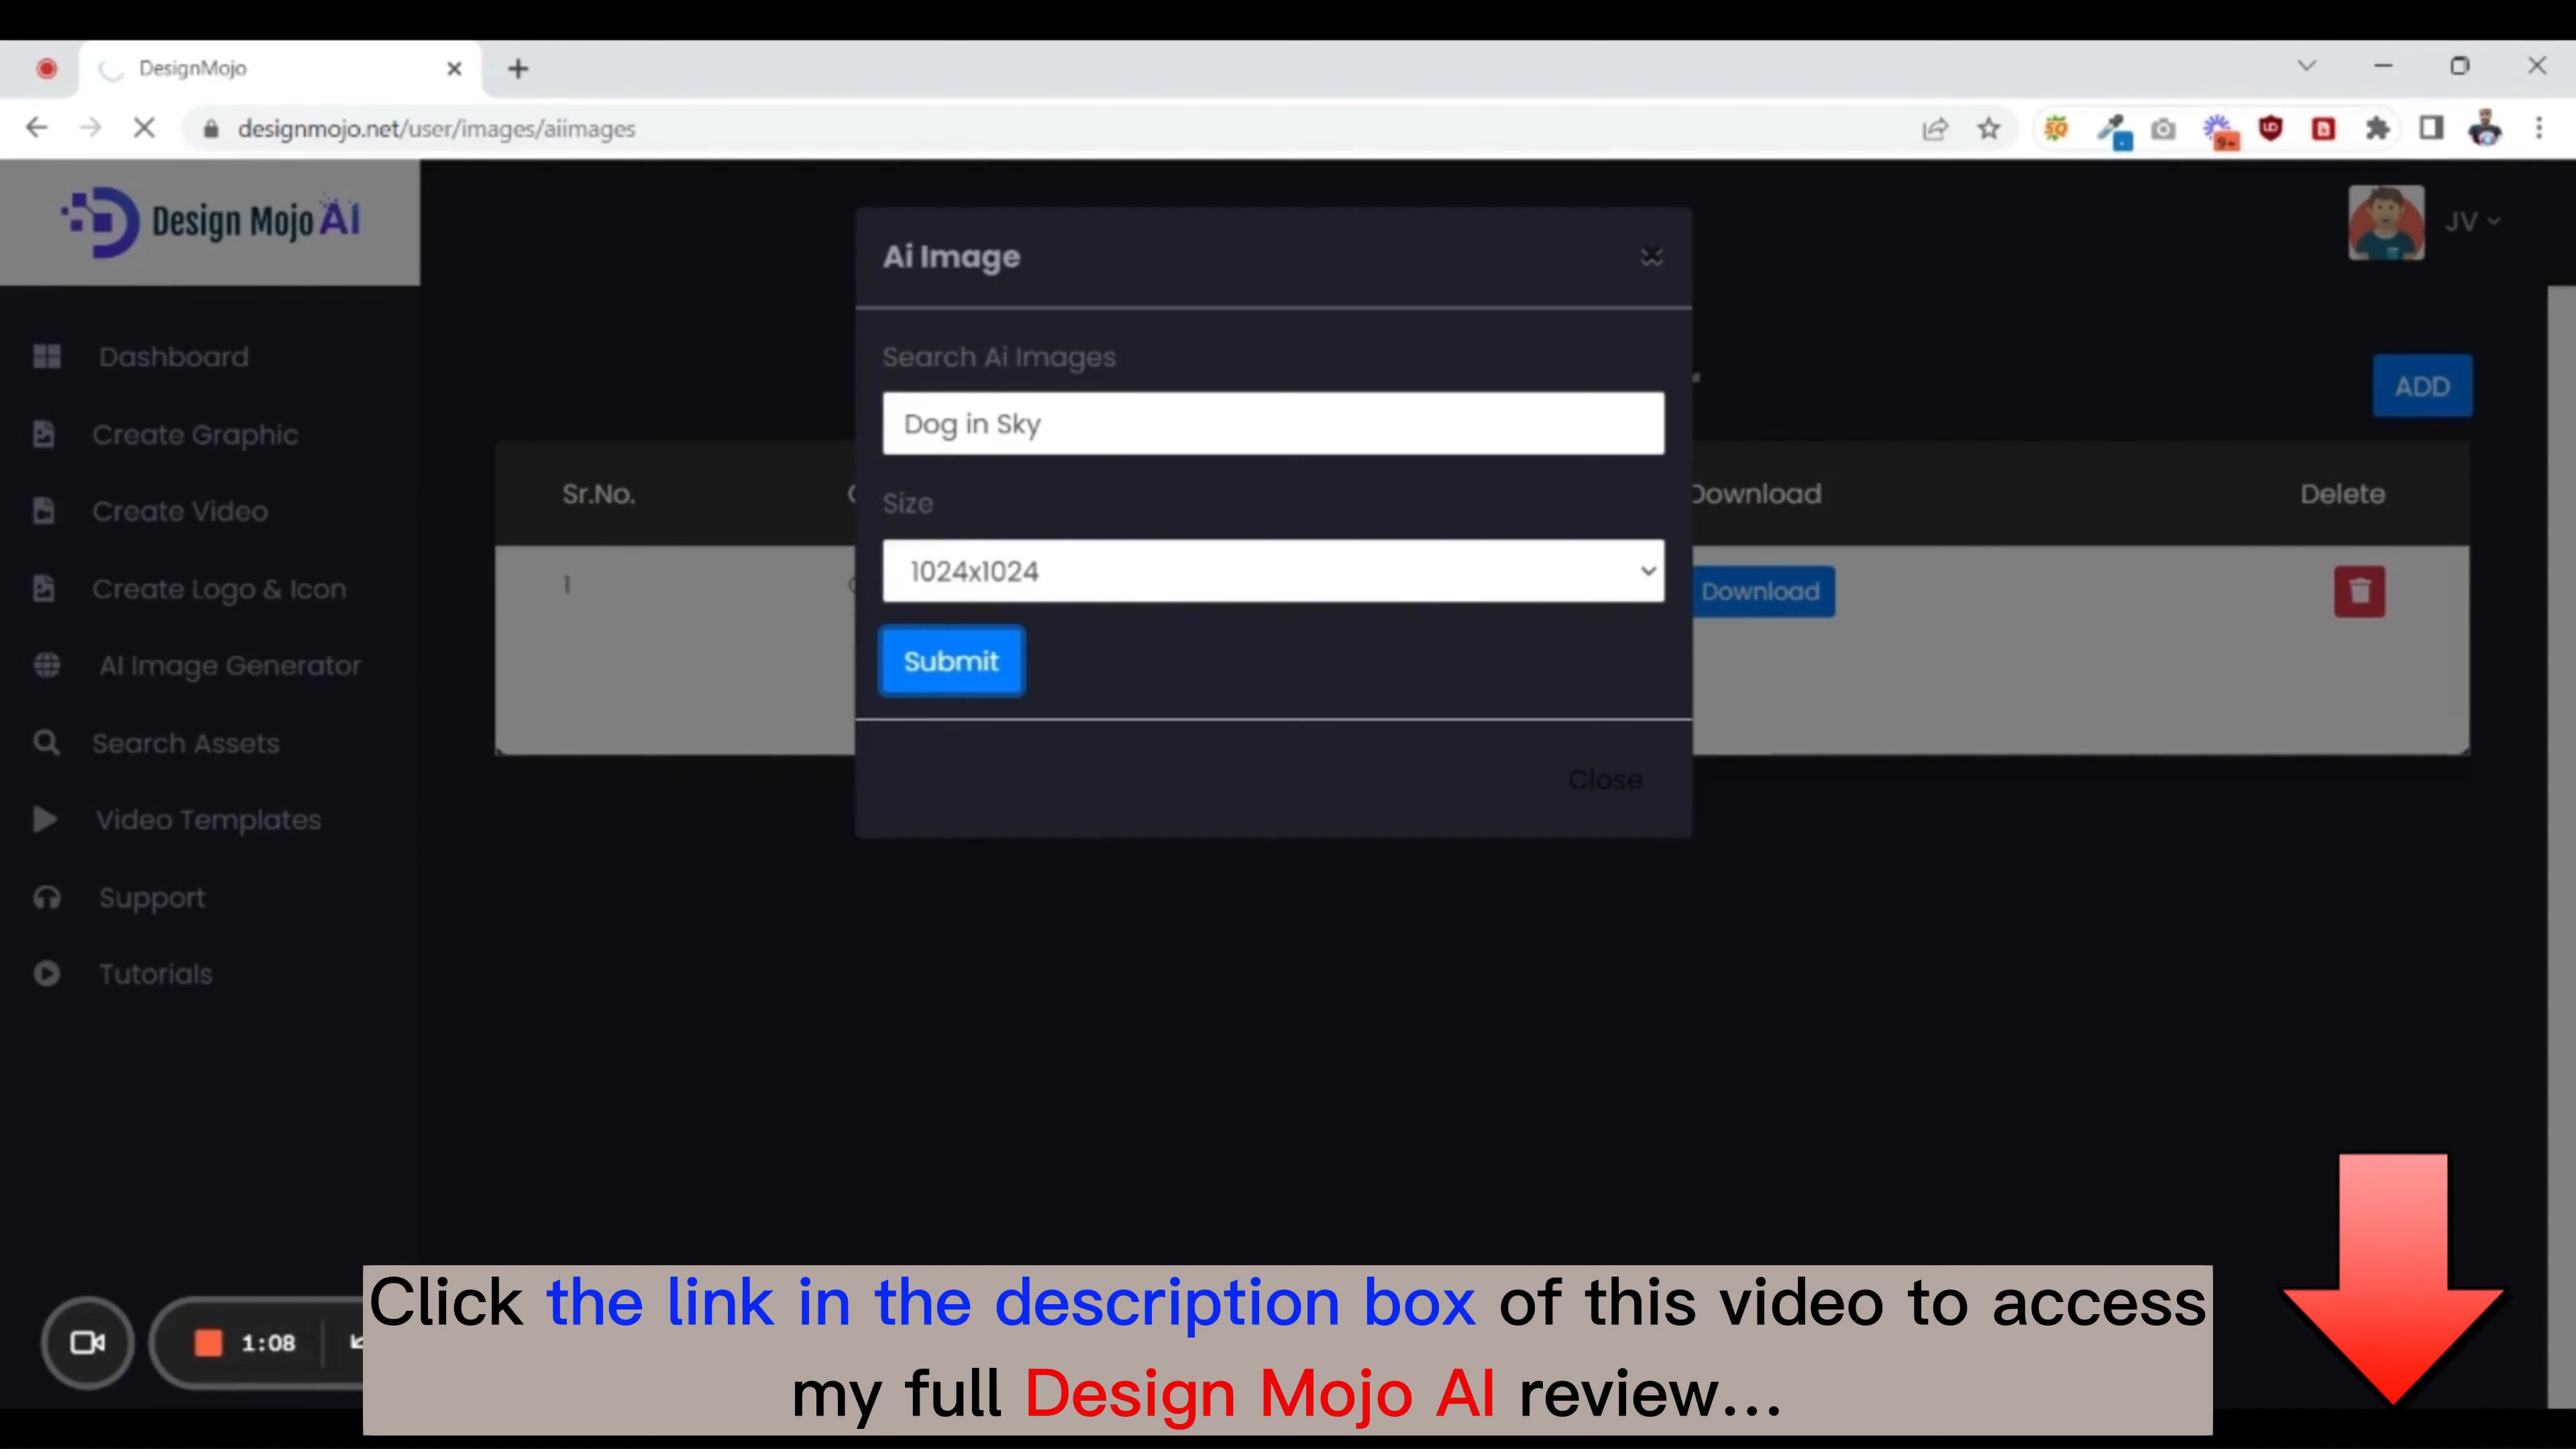 DesignMojo
designmojo.net/user/images/aiimages
9+
Design Mojo AI
JV
Ai Image
Search Ai Images
Dog in Sky
Size
1024x1024
Submit
Close
ADD
Sr.No.
Download
Delete
1
Download
Dashboard
Create Graphic
Create Video
Create Logo & Icon
AI Image Generator
Search Assets
Video Templates
Support
Tutorials
1:08
Click the link in the description box of this video to access
my full Design Mojo AI review...